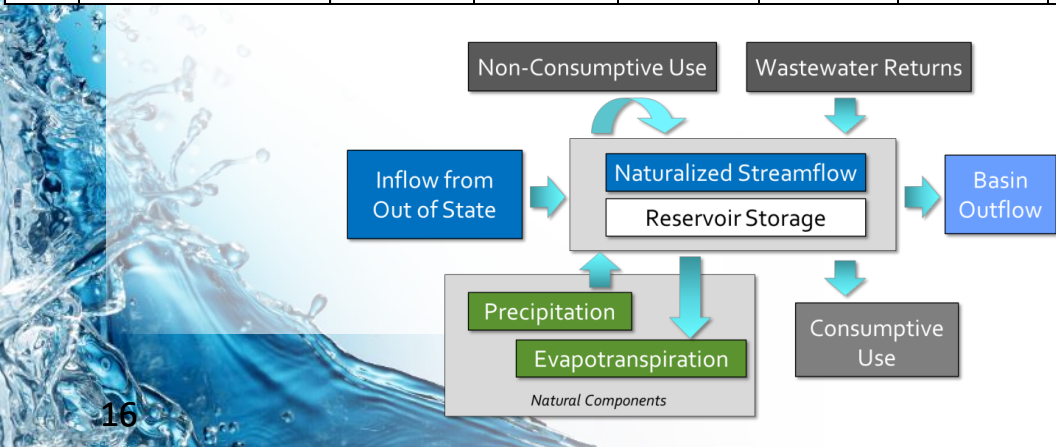 Non-Consumptive Use
Wastewater Returns
Inflow from
Out of State
Naturalized Streamflow
Reservoir Storage
Basin
Outflow
Precipitation
Evapotranspiration
Natural Components
Consumptive
Use
16